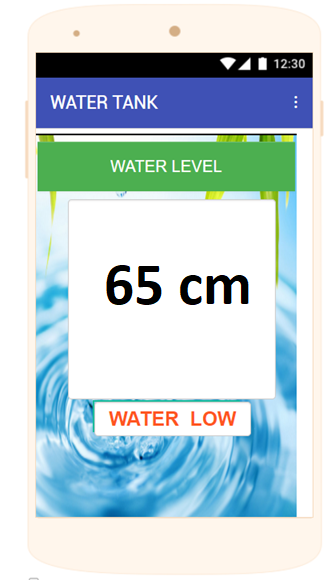 12:30
WATER TANK
WATER LEVEL
65 cm
WATER LOW